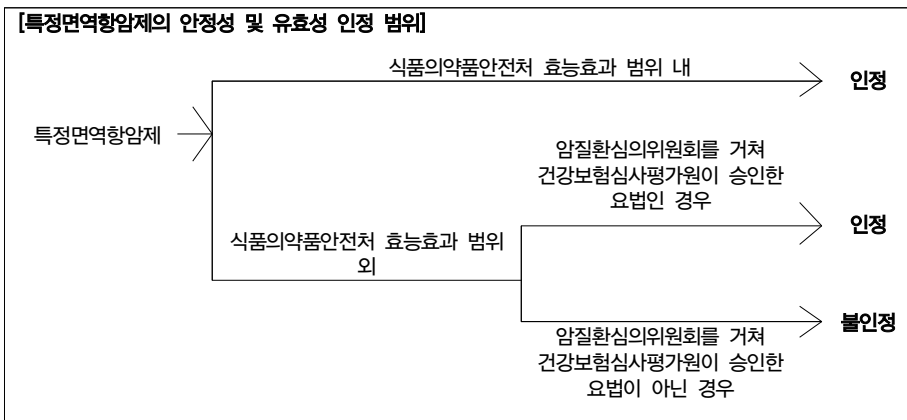 [특정면역항암제의 안정성 및 유효성 인정 범위]
식품의약품안전처 효능효과 범위 내
인정
특정면역항암제
암질환심의위원회를 거쳐
건강보험심사평가원이 승인한
요법인 경우
인정
식품의약품안전처 효능효과 범위
외
불인정
암질환심의위원회를 거쳐
건강보험심사평가원이 승인한
요법이 아닌 경우